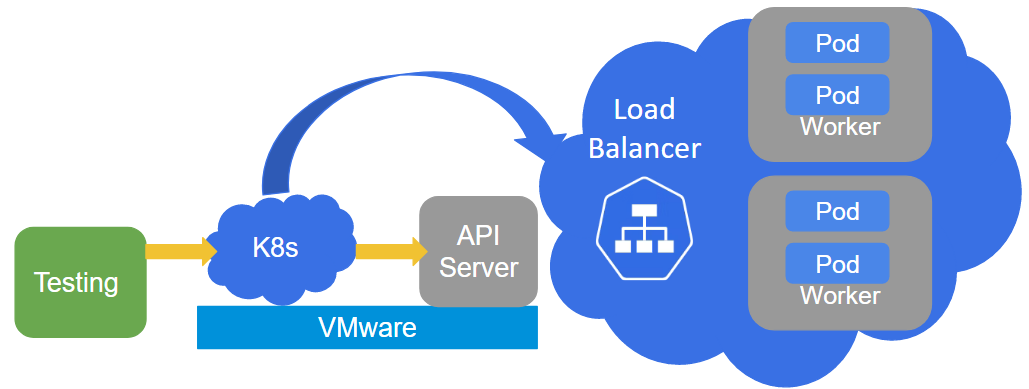 Testing
K8s
API
Server
VMware
Load
Balancer
Pod
Pod
Worker
Pod
Pod
Worker